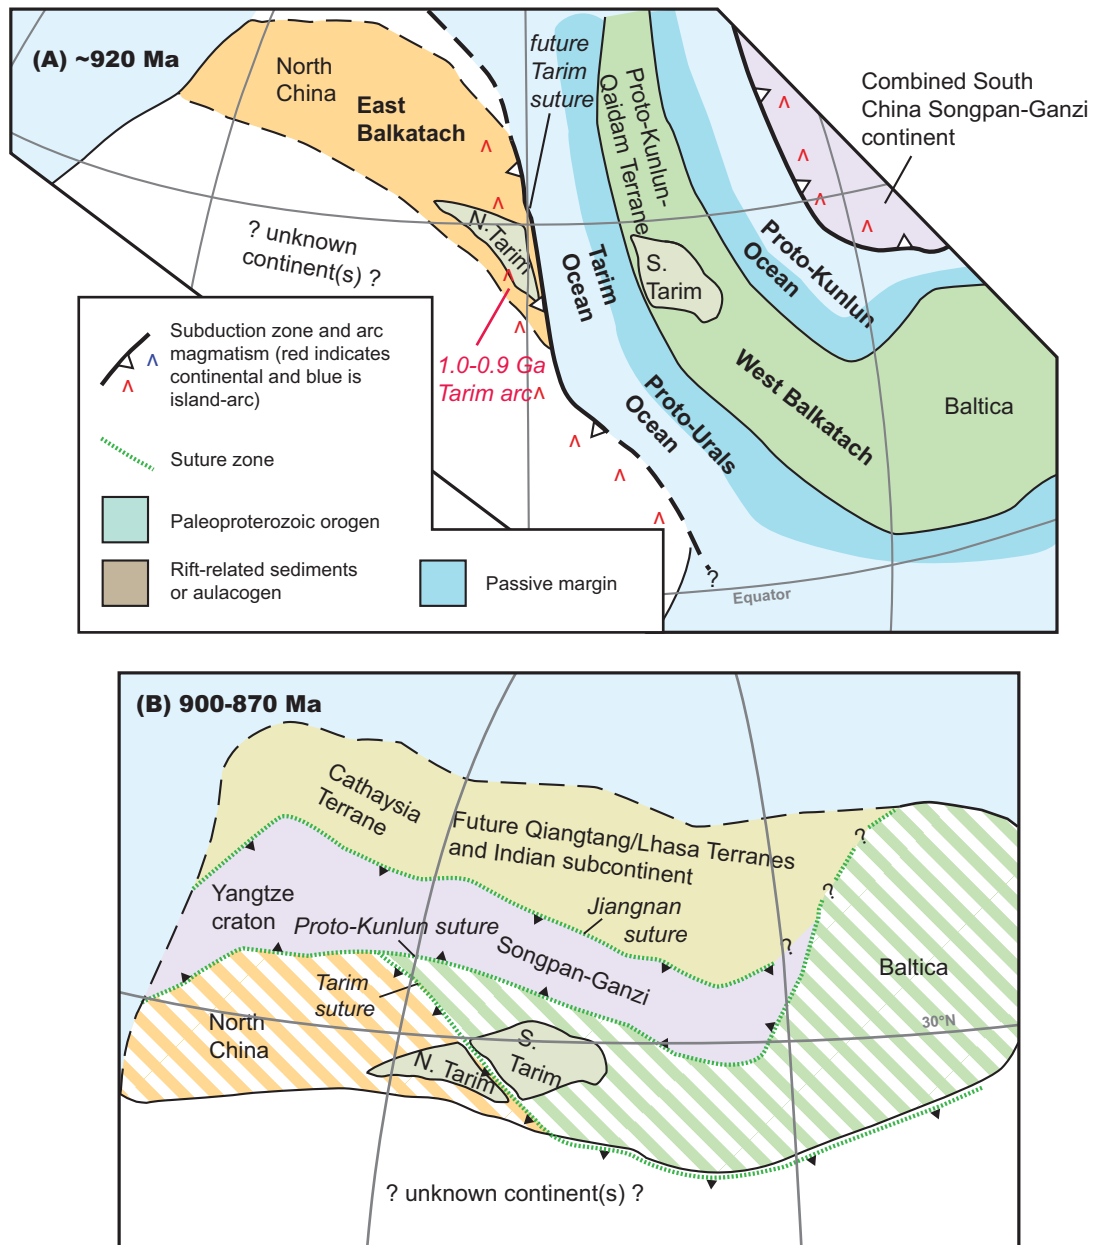 (A) ~920 Ma
North
China
East
Balkatach
future
Tarim
suture
Proto-Kunlun-
Qaidam Terrane
Combined South
China Songpan-Ganzi
continent
N.Tarim
? unknown
continent(s) ?
Tarim
Ocean
S.
Tarim
Proto-Kunlun
Ocean
1.0-0.9 Ga
Tarim arc
Proto-Urals
Ocean
West Balkatach
Baltica
?
Equator
Subduction zone and arc
magmatism (red indicates
continental and blue is
island-arc)
Suture zone
Paleoproterozoic orogen
Rift-related sediments
or aulacogen
Passive margin
(B) 900-870 Ma
Cathaysia
Terrane
Future Qiangtang/Lhasa Terranes
and Indian subcontinent
?
?
?
Yangtze
craton
Proto-Kunlun suture
Jiangnan
suture
Songpan-Ganzi
Baltica
Tarim
suture
North
China
30°N
S.
Tarim
N. Tarim
? unknown continent(s) ?